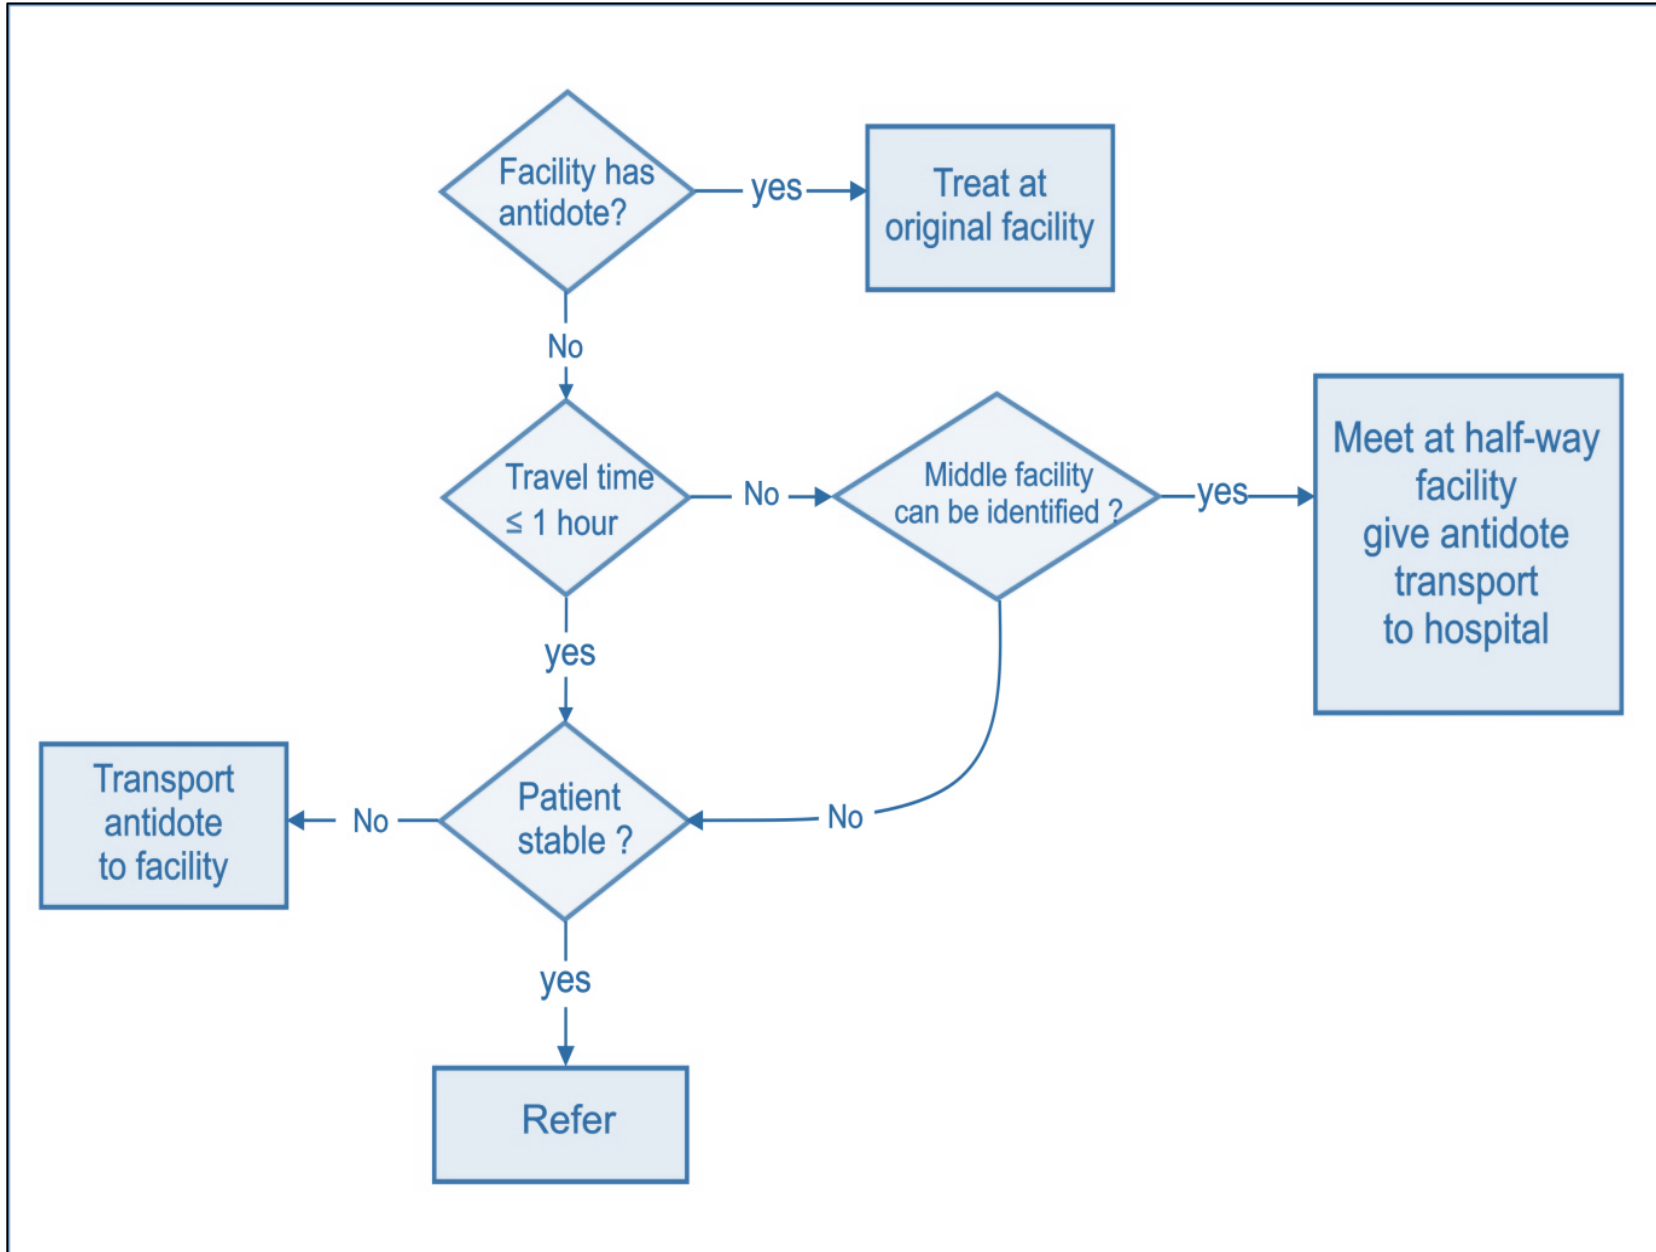 Facility has
antidote?
yes
Treat at
original facility
No
Travel time
≤ 1 hour
No
Middle facility
can be identified ?
yes
Meet at half-way
facility
give antidote
transport
to hospital
yes
No
Patient
stable ?
No
Transport
antidote
to facility
yes
Refer